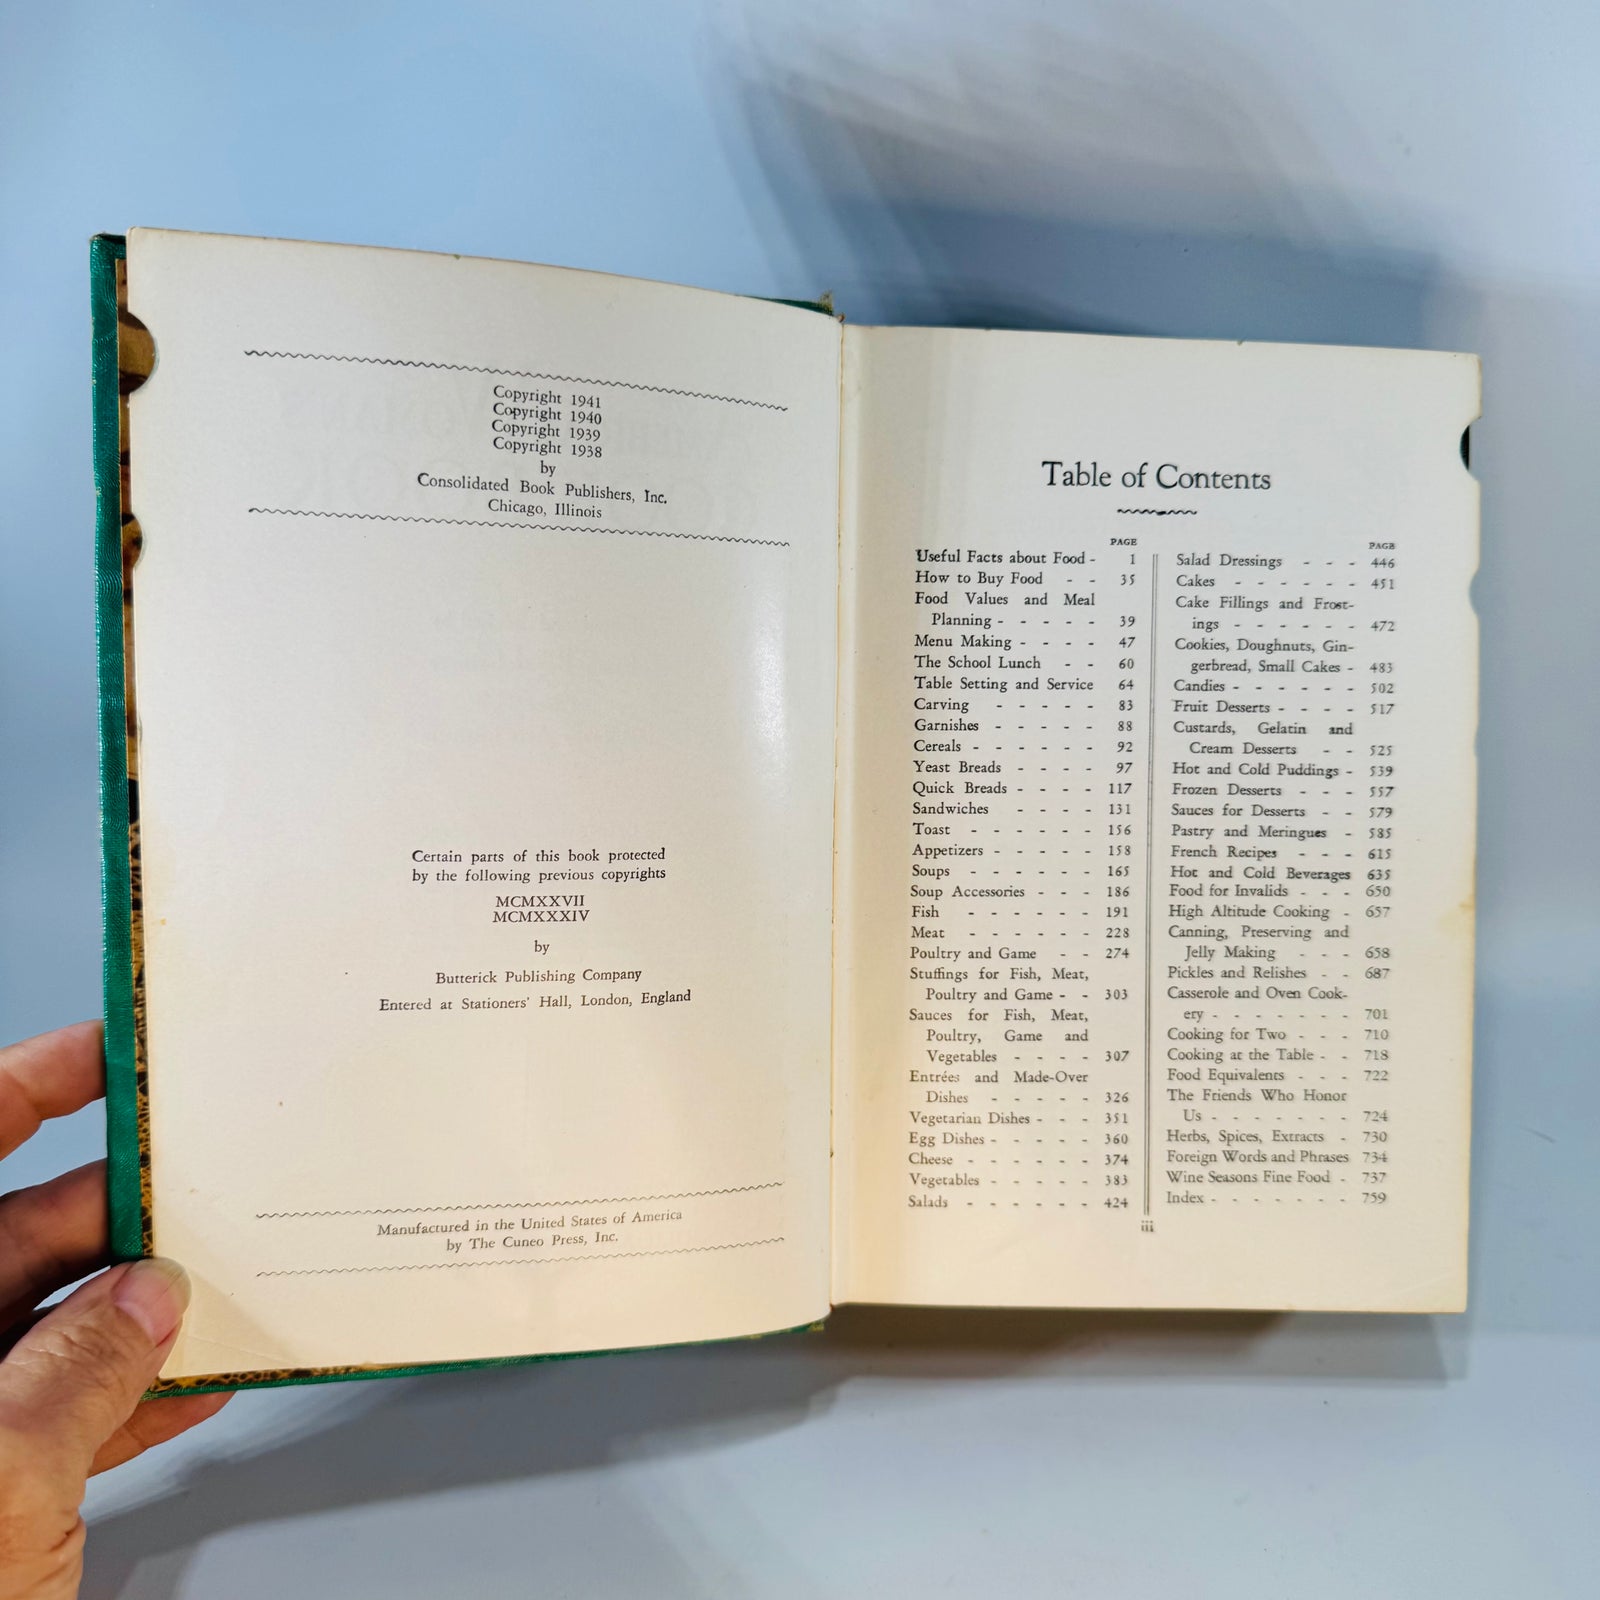 Copyright 1941
Copyright 1940
Copyright 1939
Copyright 1938
by
Consolidated Book Publishers, Inc.
Chicago, Illinois
Certain parts of this book protected
by the following previous copyrights
MCMXXVII
MCMXXXIV
by
Butterick Publishing Company
Entered at Stationers' Hall, London, England
Manufactured in the United States of America
by The Cuneo Press, Inc.
Table of Contents
PAGE
Useful Facts about Food - 1
How to Buy Food - - 35
Food Values and Meal
Planning - - - - - 39
Menu Making - - - - 47
The School Lunch - - 60
Table Setting and Service 64
Carving - - - - - 83
Garnishes - - - - - 88
Cereals - - - - - - 92
Yeast Breads - - - - 97
Quick Breads - - - - 117
Sandwiches - - - - 131
Toast - - - - - - 156
Appetizers - - - - - 158
Soups - - - - - - 165
Soup Accessories - - - 186
Fish - - - - - - 191
Meat - - - - - - 228
Poultry and Game - - 274
Stuffings for Fish, Meat,
Poultry and Game - - 303
Sauces for Fish, Meat,
Poultry, Game and
Vegetables - - - - 307
Entrées and Made-Over
Dishes - - - - - 326
Vegetarian Dishes - - - 351
Egg Dishes - - - - - 360
Cheese - - - - - - 374
Vegetables - - - - - 383
Salads - - - - - - 424
PAGE
Salad Dressings - - - 446
Cakes - - - - - - 451
Cake Fillings and Frost-
ings - - - - - - 472
Cookies, Doughnuts, Gin-
gerbread, Small Cakes - 483
Candies - - - - - - 502
Fruit Desserts - - - - 517
Custards, Gelatin and
Cream Desserts - - 525
Hot and Cold Puddings - 539
Frozen Desserts - - - 557
Sauces for Desserts - - 579
Pastry and Meringues - 585
French Recipes - - - 615
Hot and Cold Beverages 635
Food for Invalids - - - 650
High Altitude Cooking - 657
Canning, Preserving and
Jelly Making - - - 658
Pickles and Relishes - - 687
Casserole and Oven Cook-
ery - - - - - - - 701
Cooking for Two - - - 710
Cooking at the Table - - 718
Food Equivalents - - - 722
The Friends Who Honor
Us - - - - - - - 724
Herbs, Spices, Extracts - 730
Foreign Words and Phrases 734
Wine Seasons Fine Food - 737
Index - - - - - - - 759
iii